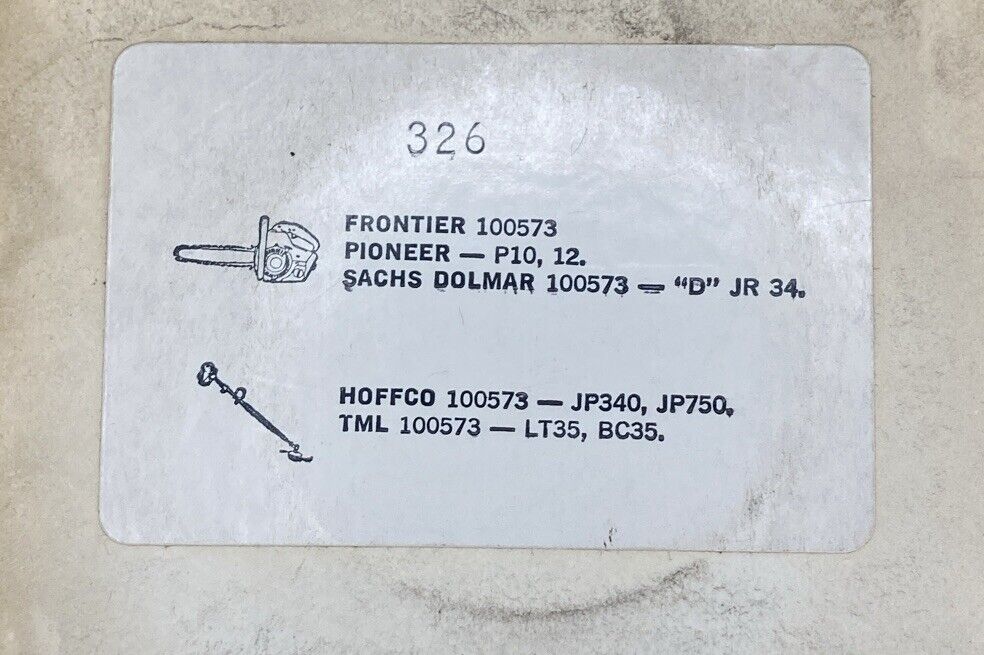 326
FRONTIER 100573
PIONEER — P10, 12.
SACHS DOLMAR 100573 — “D” JR 34.
HOFFCO 100573 — JP340, JP750,
TML 100573 — LT35, BC35.